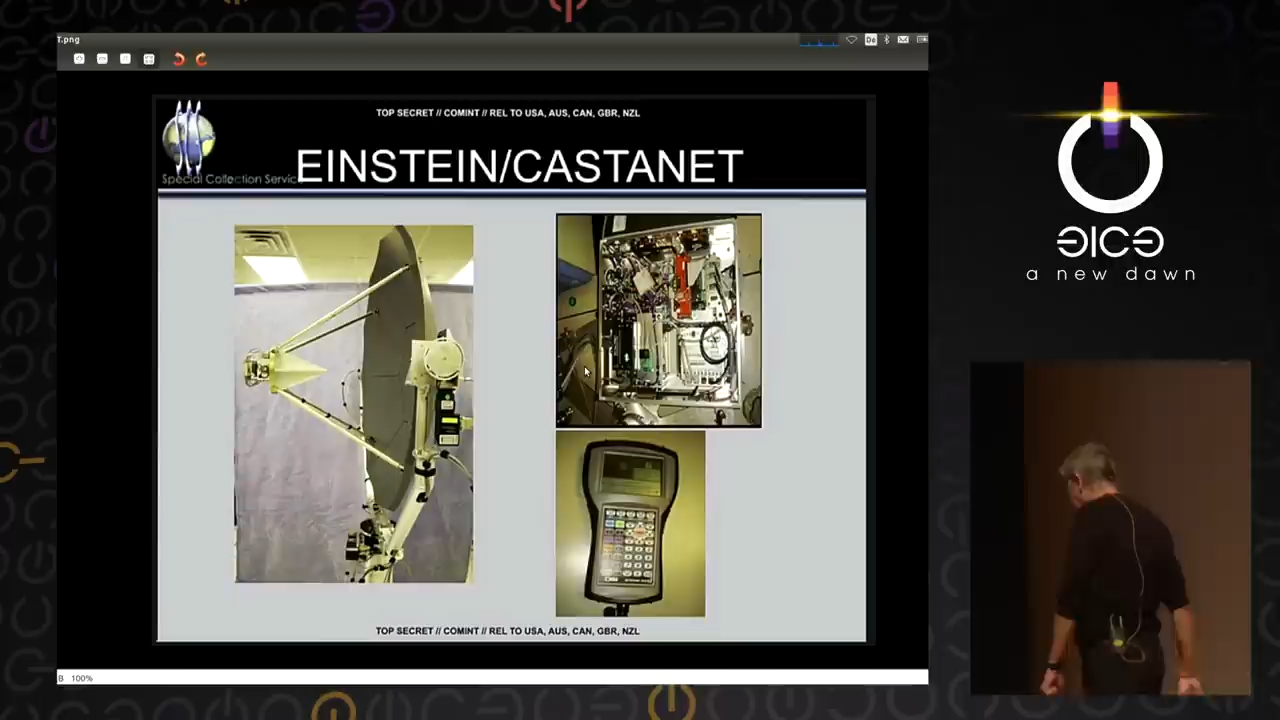 T.png
TOP SECRET // COMINT // REL TO USA, AUS, CAN, GBR, NZL
Special Collection Servic
EINSTEIN/CASTANET
TOP SECRET // COMINT // REL TO USA, AUS, CAN, GBR, NZL
100%
a new dawn